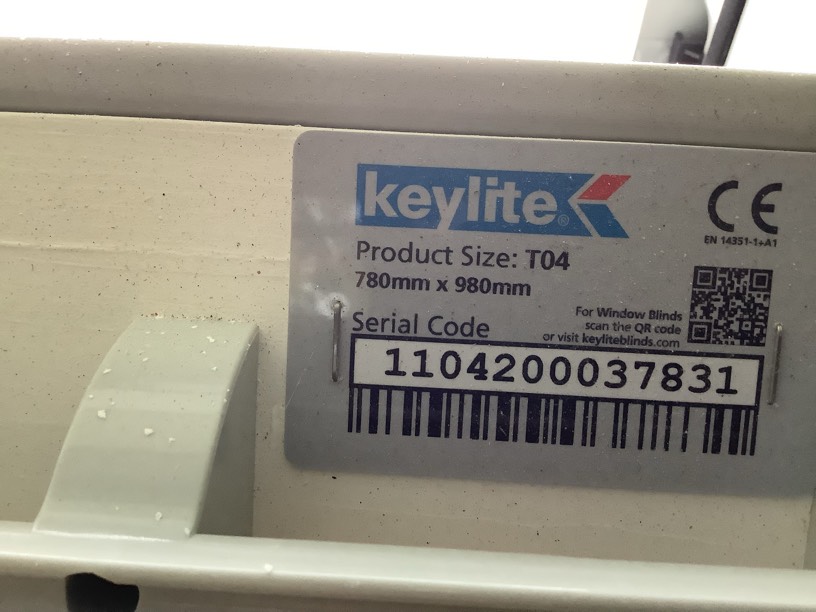 keylite®
CE
EN 14351-1+A1
Product Size: T04
780mm x 980mm
For Window Blinds
scan the QR code
or visit keyliteblinds.com
Serial Code
1104200037831